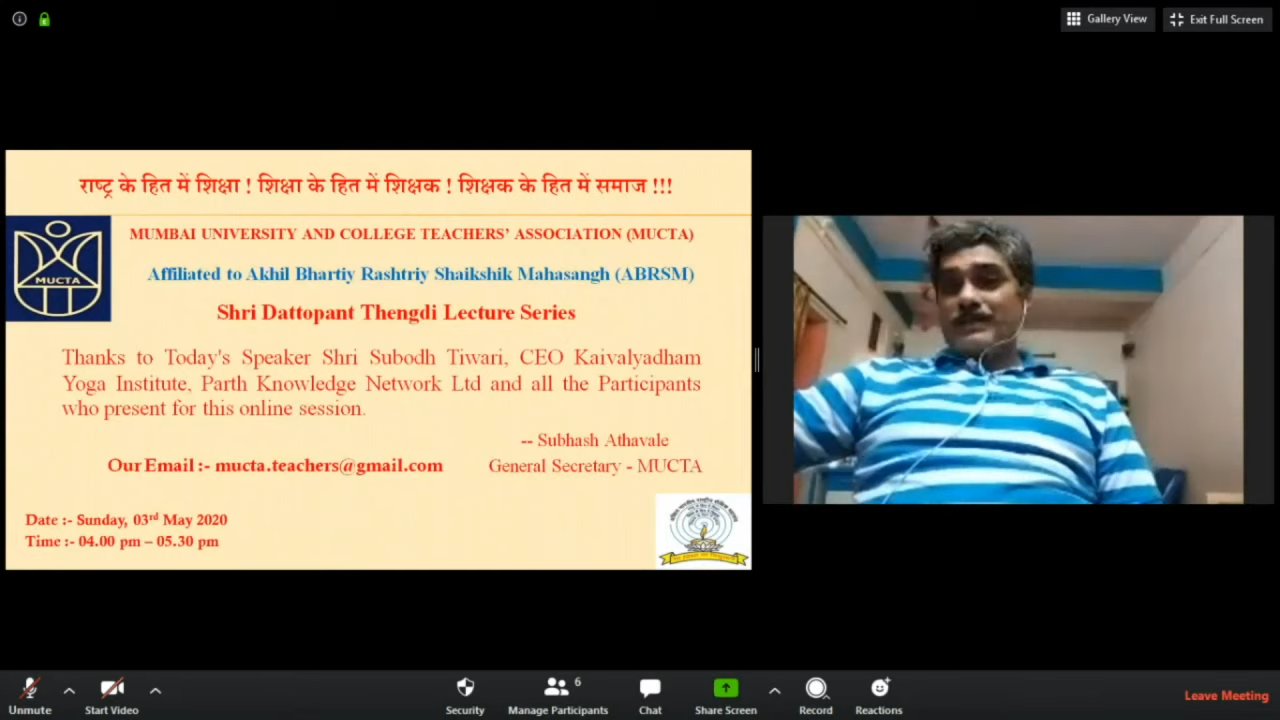 Gallery View
Exit Full Screen
राष्ट्र के हित में शिक्षा ! शिक्षा के हित में शिक्षक ! शिक्षक के हित में समाज !!!
MUMBAI UNIVERSITY AND COLLEGE TEACHERS’ ASSOCIATION (MUCTA)
MUCTA
Affiliated to Akhil Bhartiy Rashtriy Shaikshik Mahasangh (ABRSM)
Shri Dattopant Thengdi Lecture Series
Thanks to Today's Speaker Shri Subodh Tiwari, CEO Kaivalyadham
Yoga Institute, Parth Knowledge Network Ltd and all the Participants
who present for this online session.
-- Subhash Athavale
Our Email :- mucta.teachers@gmail.com
General Secretary - MUCTA
Date :- Sunday, 03rd May 2020
Time :- 04.00 pm – 05.30 pm
Unmute
Start Video
Security
6
Manage Participants
Chat
Share Screen
Record
Reactions
Leave Meeting